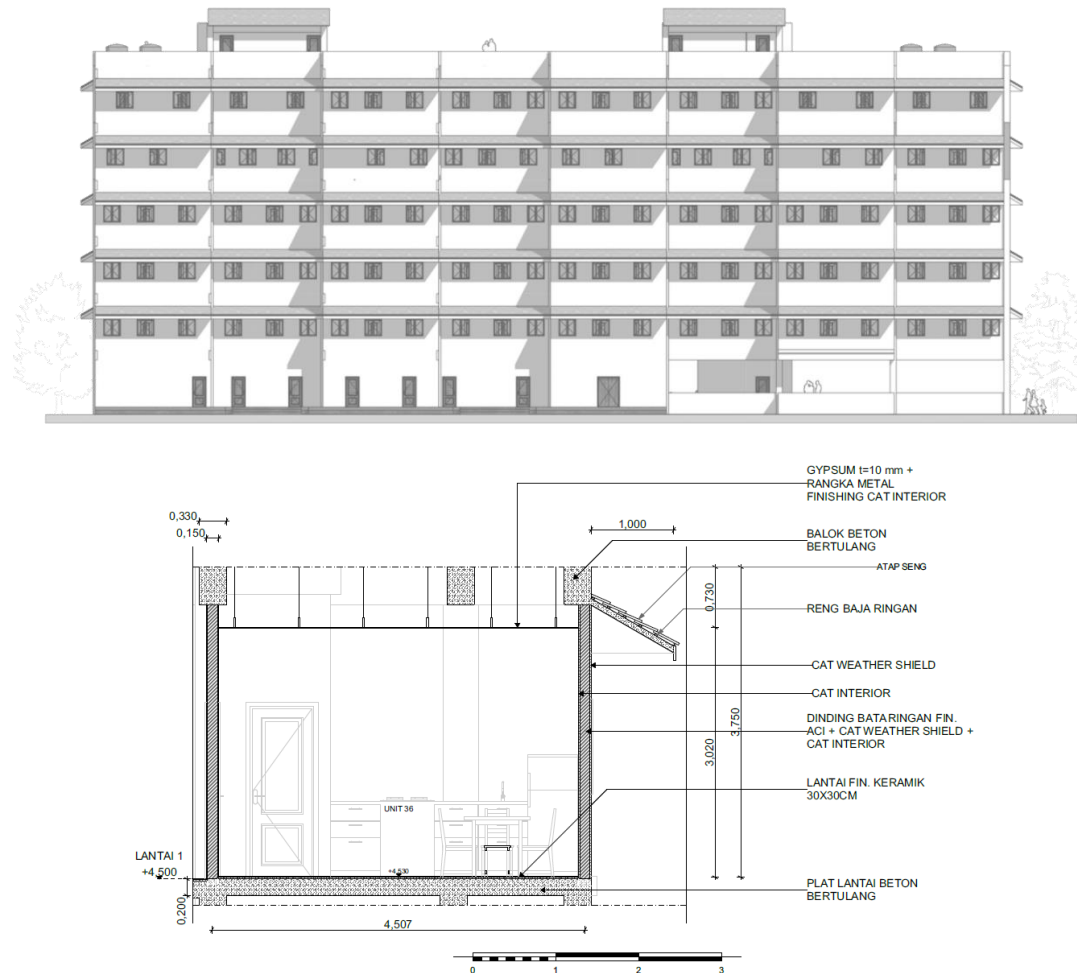 GYPSUM t=10 mm +
RANGKA METAL
FINISHING CAT INTERIOR
0,330
0,150
1,000
BALOK BETON
BERTULANG
ATAP SENG
0,730
RENG BAJA RINGAN
CAT WEATHER SHIELD
CAT INTERIOR
3,750
3,020
DINDING BATARINGAN FIN.
ACI + CAT WEATHER SHIELD +
CAT INTERIOR
LANTAI FIN. KERAMIK
30X30CM
UNIT 36
LANTAI 1
+4,500
+4,530
PLAT LANTAI BETON
BERTULANG
0,200
4,507
0
1
2
3